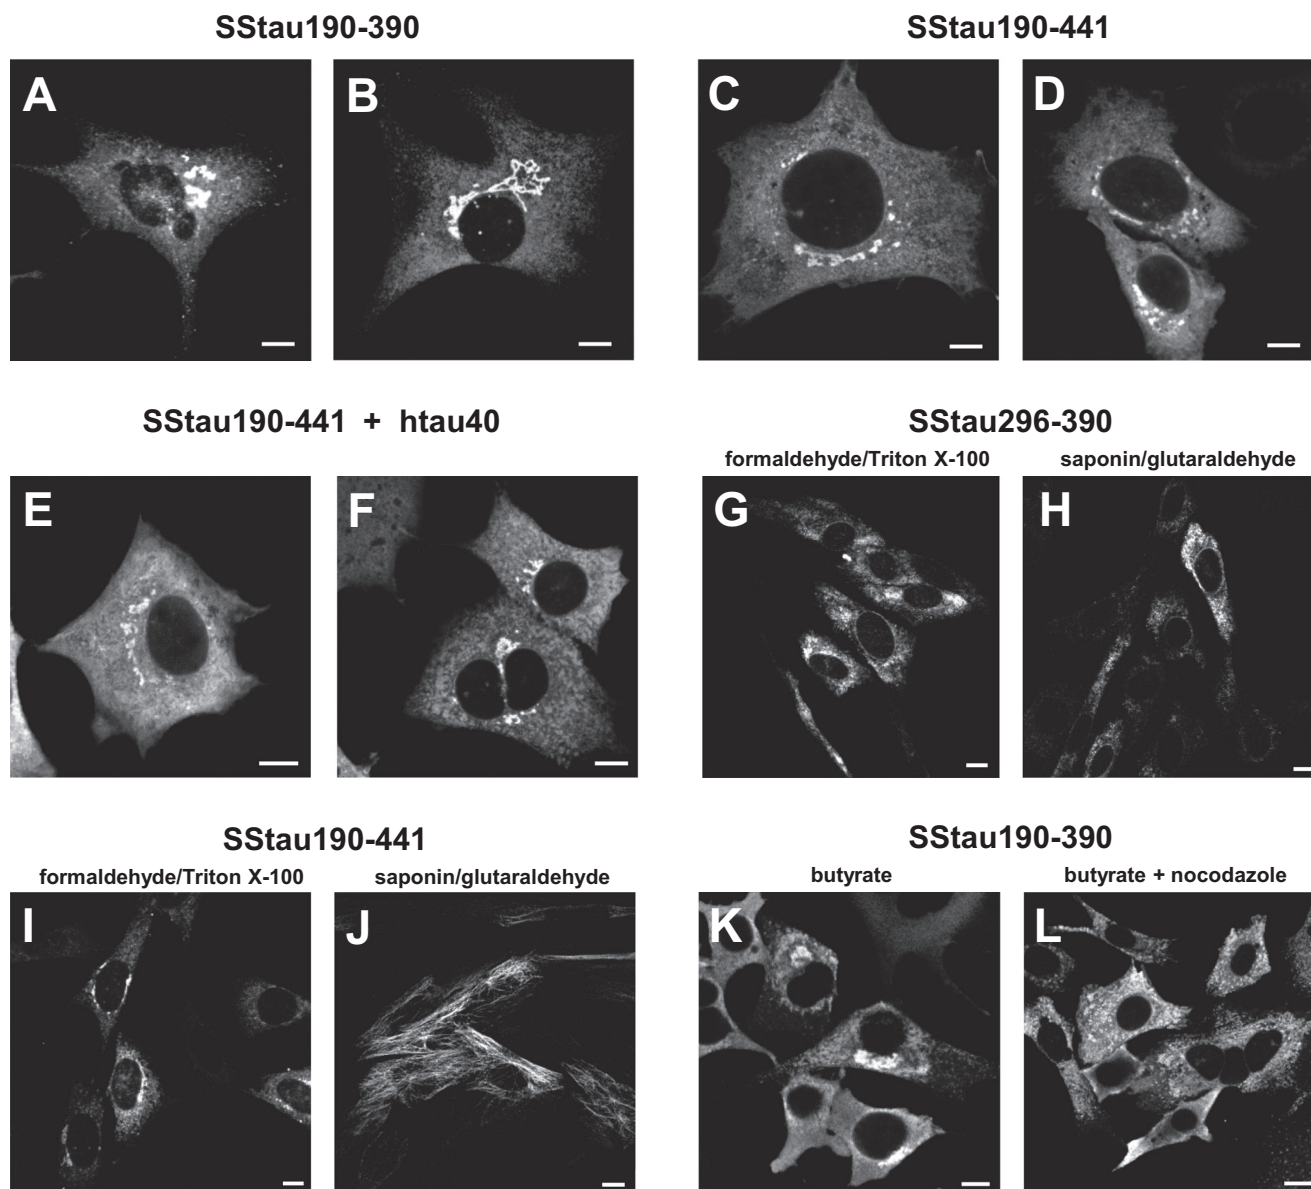 SStau190-390
SStau190-441
A
B
C
D
SStau190-441 + htau40
SStau296-390
formaldehyde/Triton X-100
saponin/glutaraldehyde
E
F
G
H
SStau190-441
SStau190-390
formaldehyde/Triton X-100
saponin/glutaraldehyde
butyrate
butyrate + nocodazole
I
J
K
L